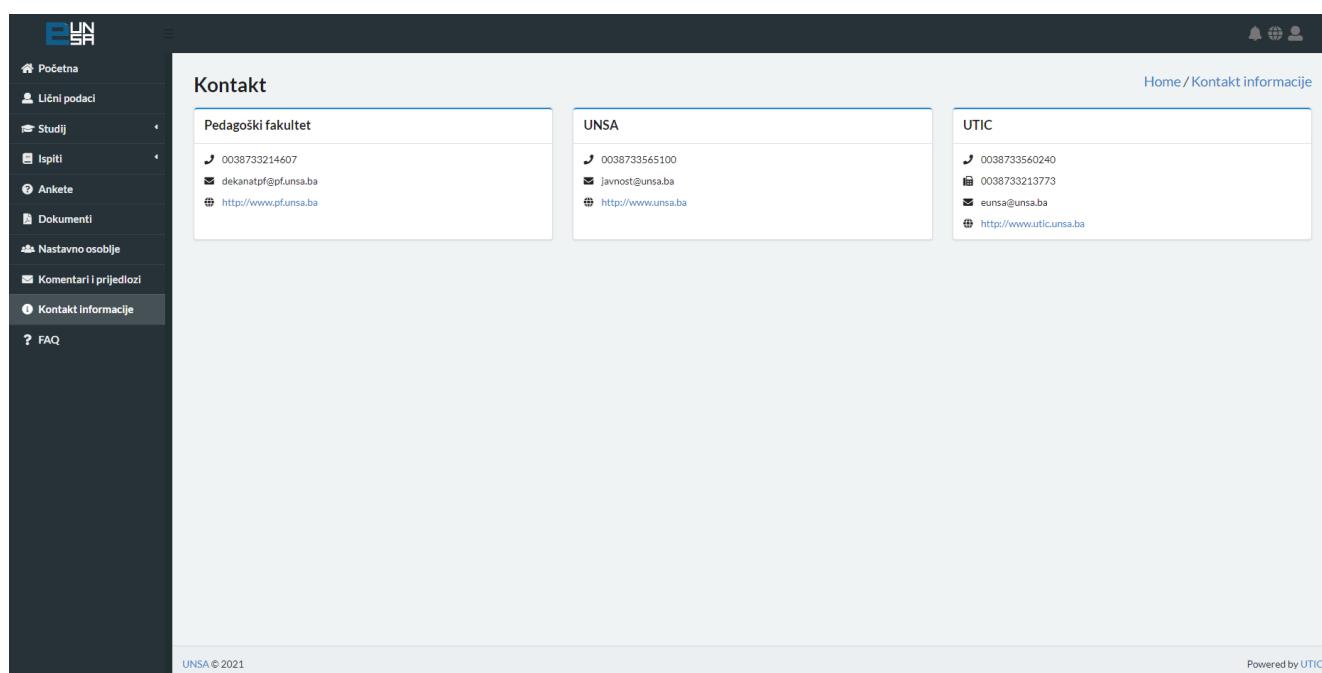 eUNSA
Početna
Lični podaci
Studij
Ispiti
Ankete
Dokumenti
Nastavno osoblje
Komentari i prijedlozi
Kontakt informacije
FAQ
Kontakt
Home / Kontakt informacije
Pedagoški fakultet
0038733214607
dekanatpf@pf.unsa.ba
http://www.pf.unsa.ba
UNSA
0038733565100
javnost@unsa.ba
http://www.unsa.ba
UTIC
0038733560240
0038733213773
eunsa@unsa.ba
http://www.utic.unsa.ba
UNSA © 2021
Powered by UTIC